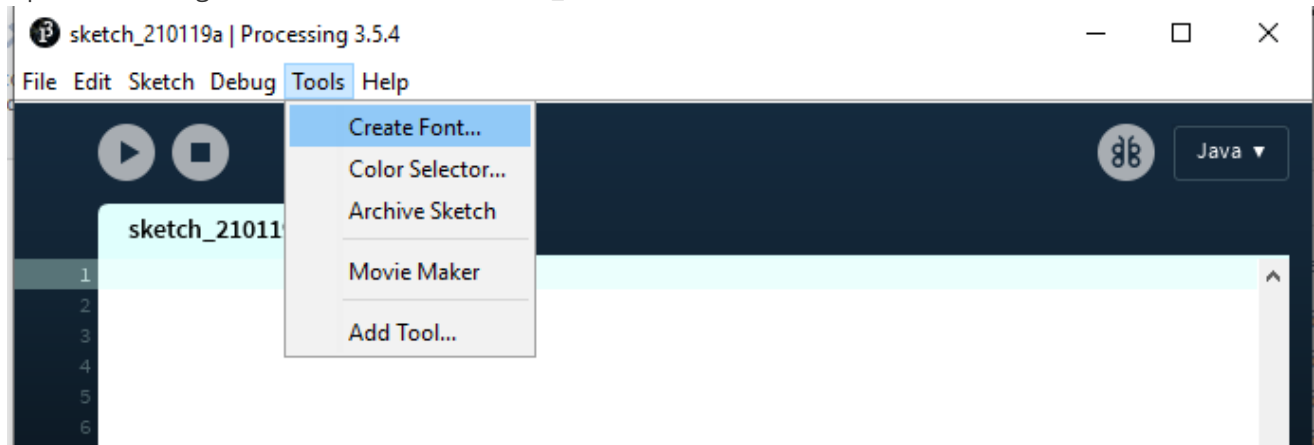 sketch_210119a | Processing 3.5.4
File Edit Sketch Debug Tools Help
Create Font...
Color Selector...
Archive Sketch
Movie Maker
Add Tool...
Java ▼
sketch_21011
1
2
3
4
5
6